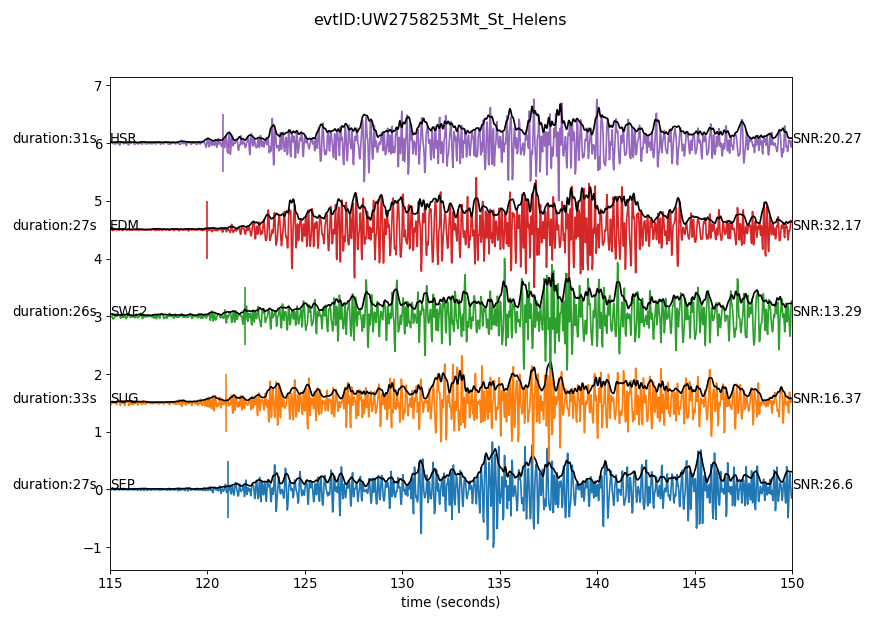 evtID:UW2758253Mt_St_Helens
7
duration:31s HSR SNR:20.27
6
5
duration:27s EDM SNR:32.17
4
duration:26s SWF2 SNR:13.29
3
2
duration:33s SUG SNR:16.37
1
duration:27s SEP SNR:26.6
0
−1
115 120 125 130 135 140 145 150
time (seconds)